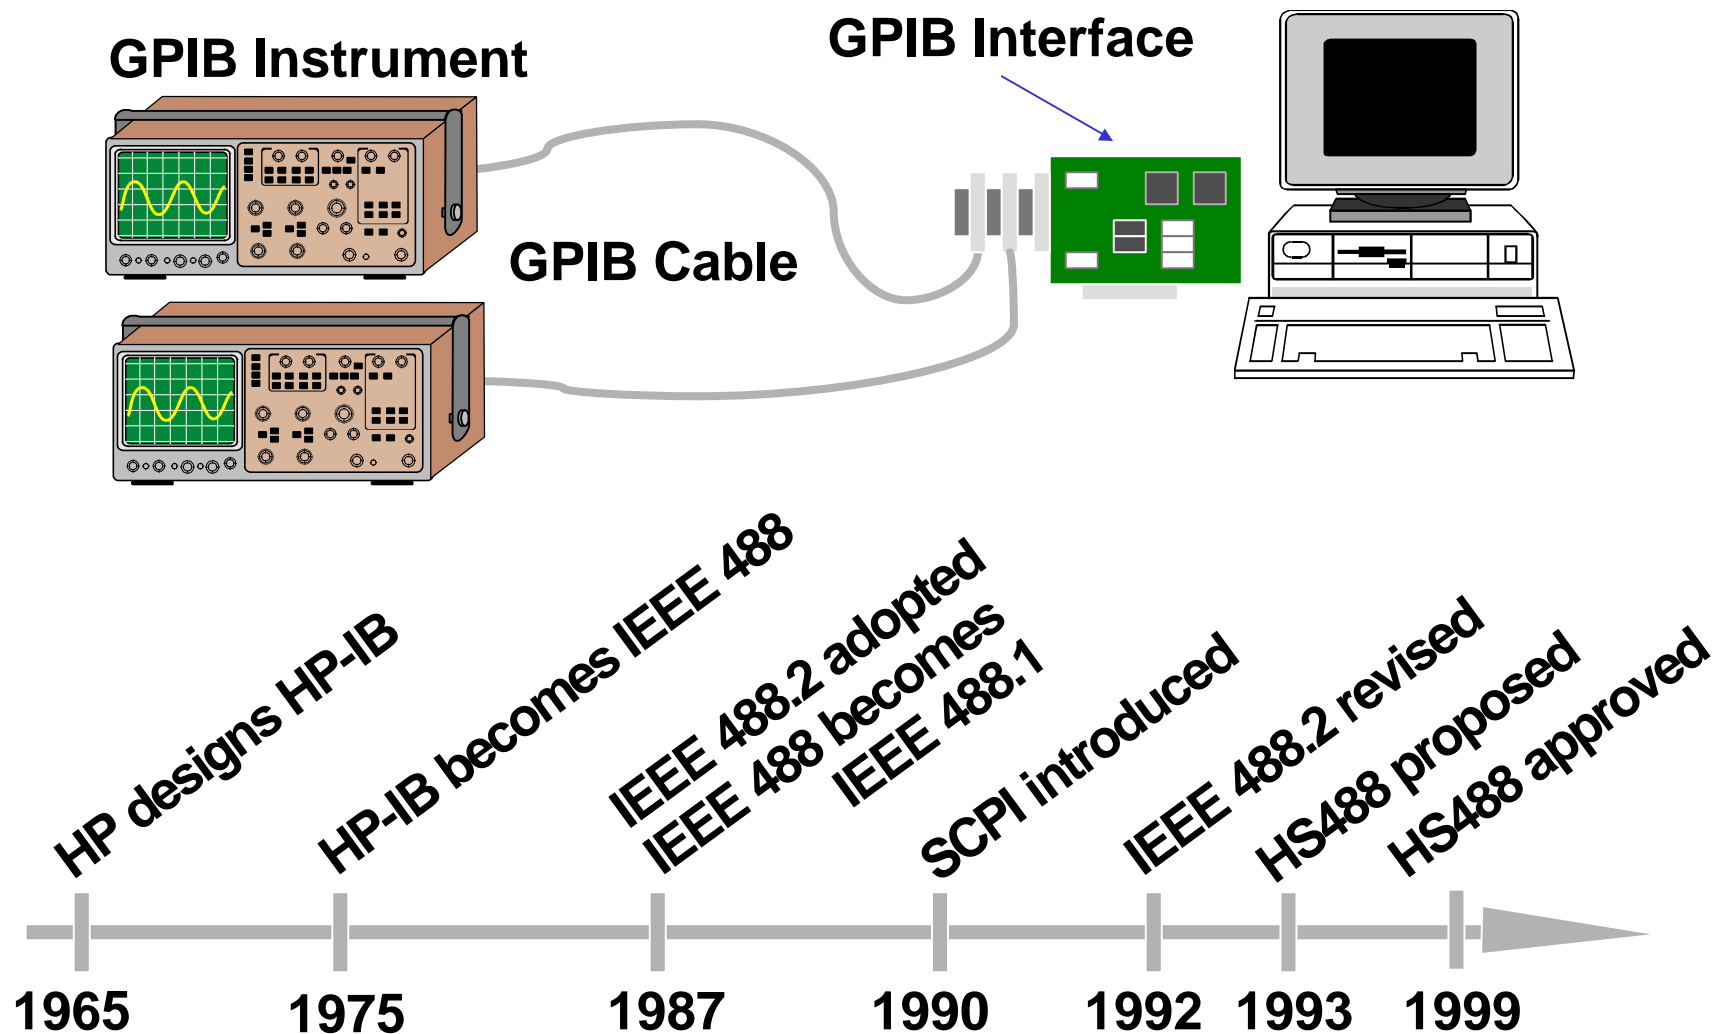 GPIB Instrument
GPIB Interface
GPIB Cable
HP designs HP-IB
HP-IB becomes IEEE 488
IEEE 488.2 adopted
IEEE 488 becomes
IEEE 488.1
SCPI introduced
IEEE 488.2 revised
HS488 proposed
HS488 approved
1965
1975
1987
1990
1992
1993
1999